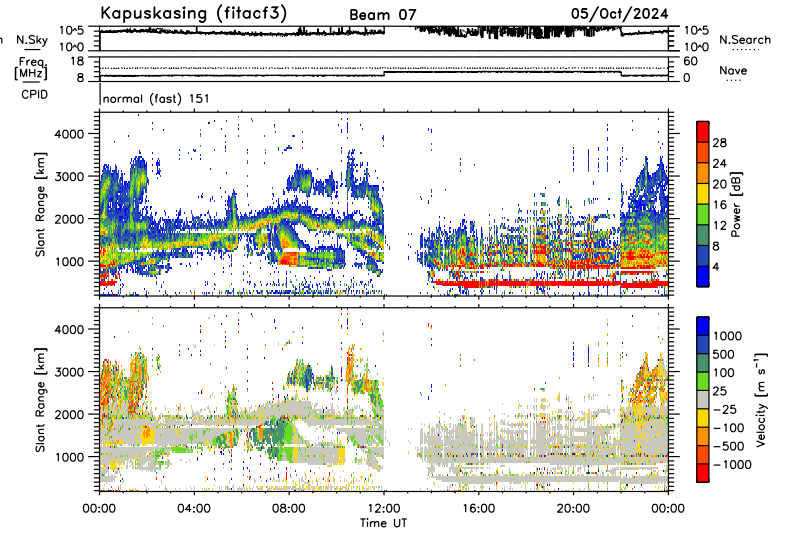 Kapuskasing (fitacf3) Beam 07 05/Oct/2024
n N.Sky 10^5 10^0 10^5 10^0 N.Search
Freq. [MHz] 18 8 60 0 Nave
CPID normal (fast) 151
Slant Range [km] 4000 3000 2000 1000
28 24 20 16 12 8 4 Power [dB]
Slant Range [km] 4000 3000 2000 1000
1000 500 100 25 -25 -100 -500 -1000 Velocity [m s⁻¹]
00:00 04:00 08:00 12:00 16:00 20:00 00:00
Time UT